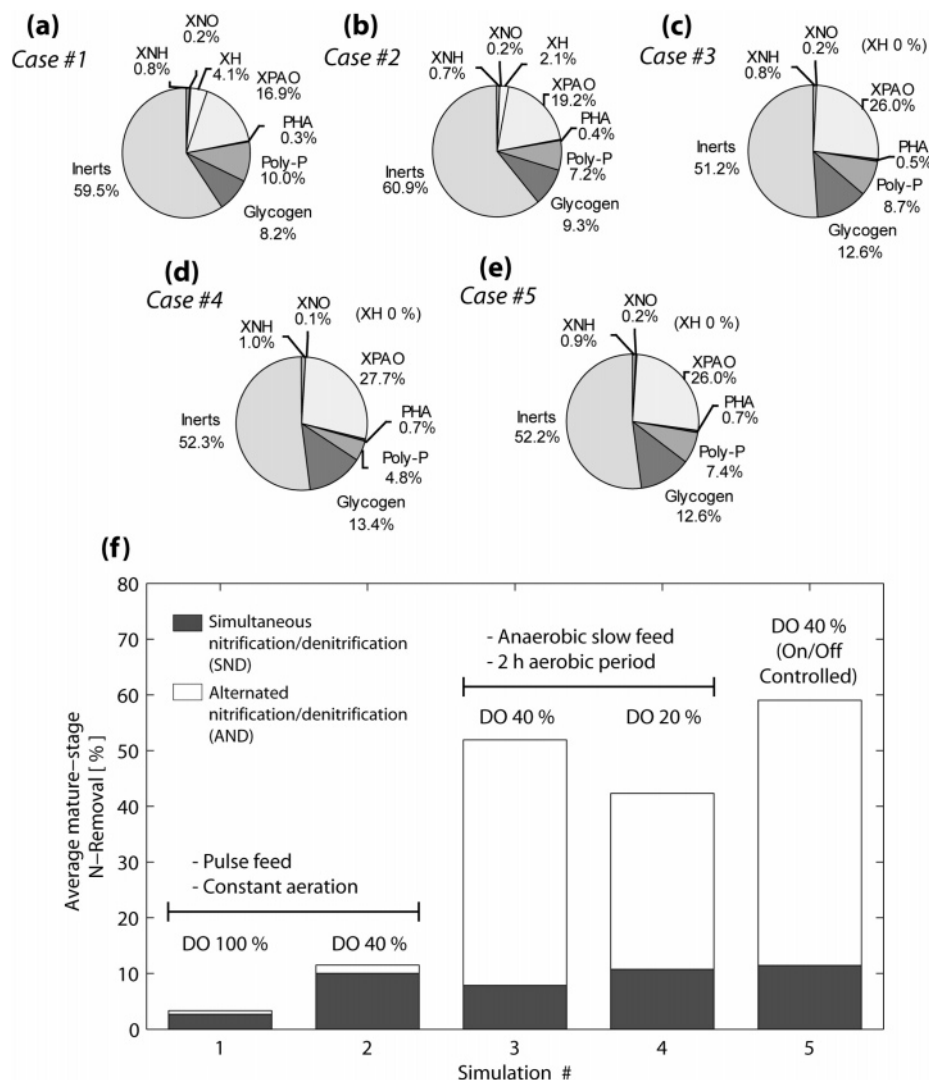 (a)
Case #1
XNO
0.2%
XNH
0.8%
XH
4.1%
XPAO
16.9%
PHA
0.3%
Poly-P
10.0%
Glycogen
8.2%
Inerts
59.5%
(b)
Case #2
XNO
0.2%
XNH
0.7%
XH
2.1%
XPAO
19.2%
PHA
0.4%
Poly-P
7.2%
Glycogen
9.3%
Inerts
60.9%
(c)
Case #3
XNO
0.2%
(XH 0 %)
XNH
0.8%
XPAO
26.0%
PHA
0.5%
Poly-P
8.7%
Glycogen
12.6%
Inerts
51.2%
(d)
Case #4
XNO
0.1%
(XH 0 %)
XNH
1.0%
XPAO
27.7%
PHA
0.7%
Poly-P
4.8%
Glycogen
13.4%
Inerts
52.3%
(e)
Case #5
XNO
0.2%
(XH 0 %)
XNH
0.9%
XPAO
26.0%
PHA
0.7%
Poly-P
7.4%
Glycogen
12.6%
Inerts
52.2%
(f)
Average mature-stage
N-Removal [ % ]
80
70
60
50
40
30
20
10
0
Simultaneous
nitrification/denitrification
(SND)
Alternated
nitrification/denitrification
(AND)
- Pulse feed
- Constant aeration
DO 100 %
DO 40 %
- Anaerobic slow feed
- 2 h aerobic period
DO 40 %
DO 20 %
DO 40 %
(On/Off
Controlled)
1
2
3
4
5
Simulation #